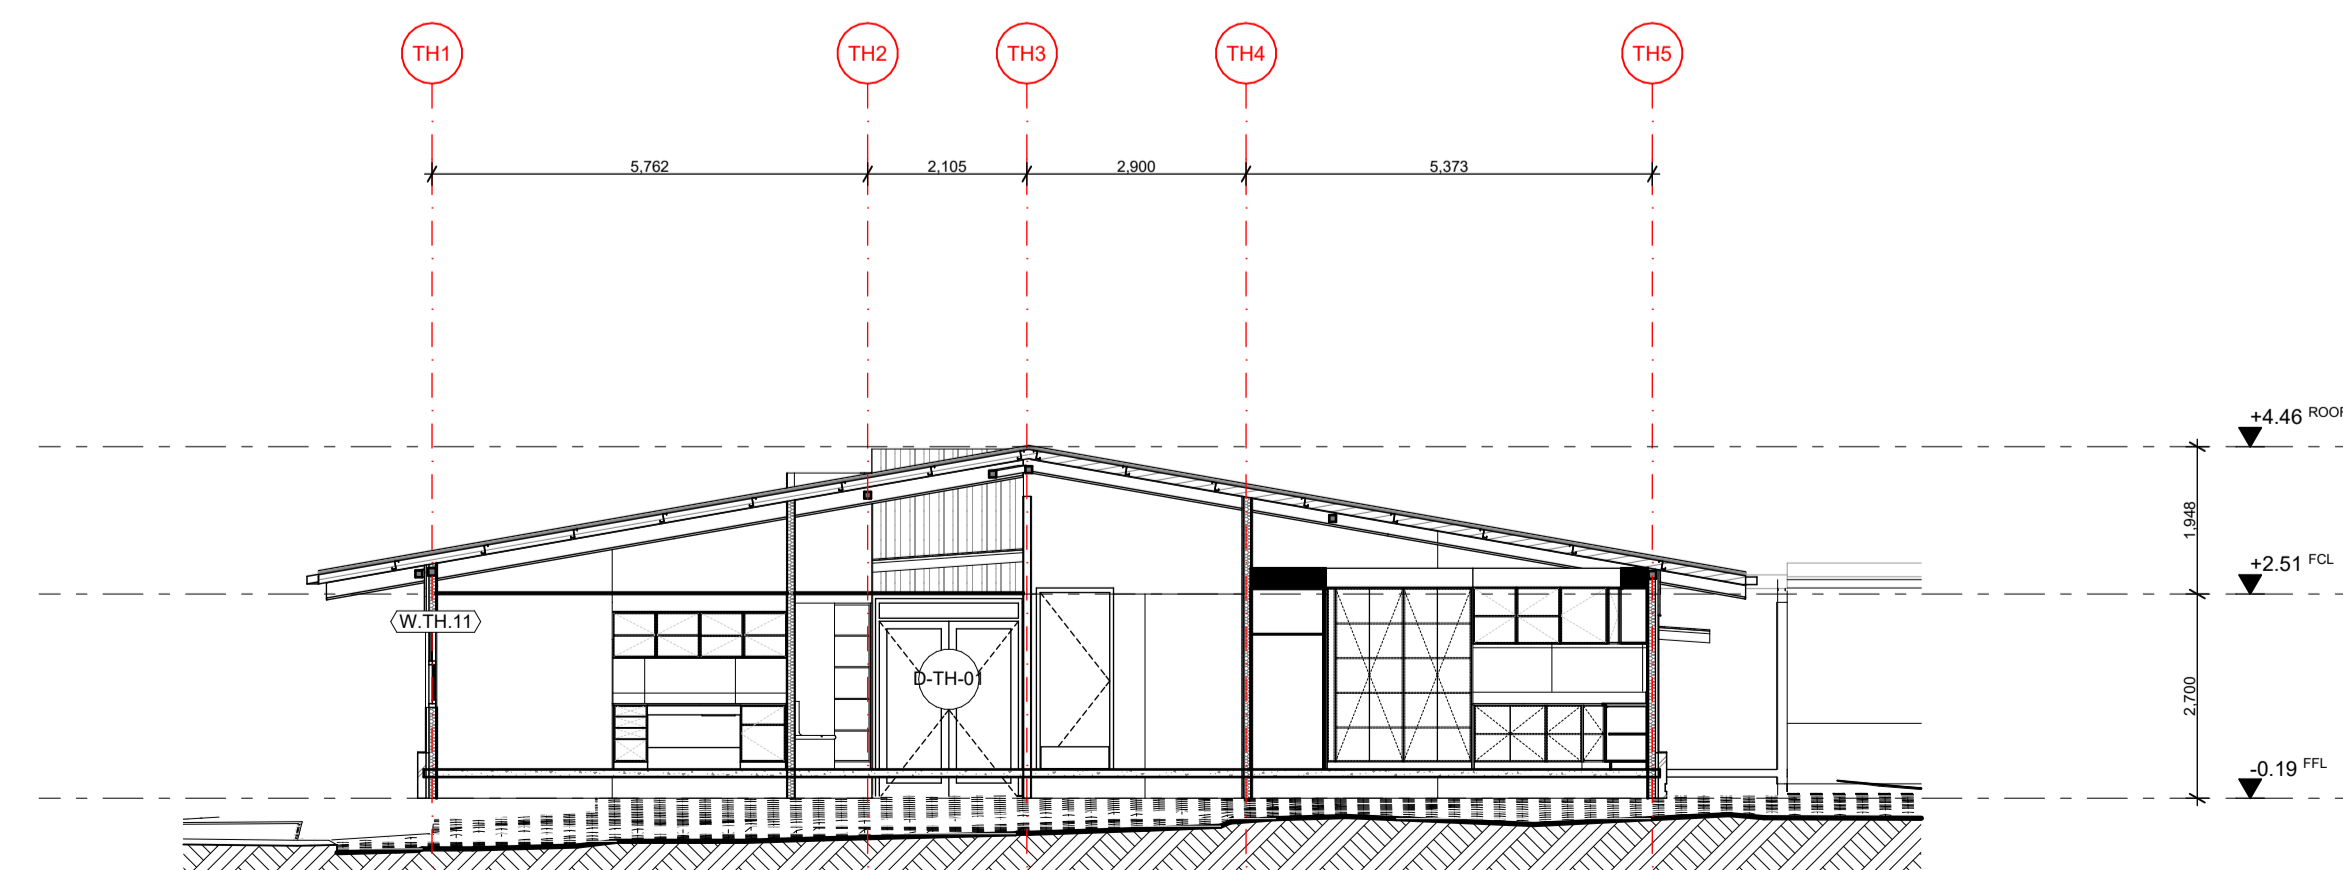 TH1 TH2 TH3 TH4 TH5
5,762 2,105 2,900 5,373
+4.46 ROOF
1,948
+2.51 FCL
W.TH.11
D-TH-01
2,700
-0.19 FFL